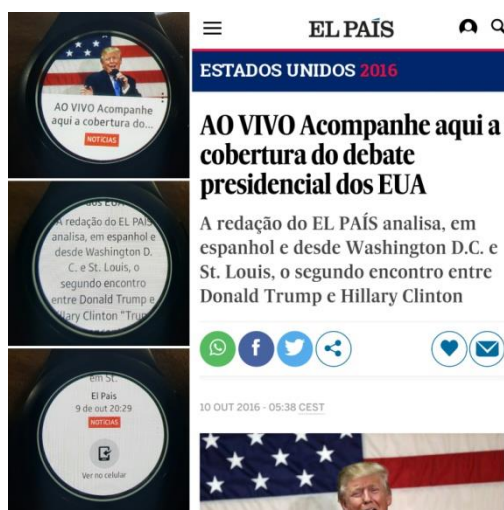 AO VIVO Acompanhe
aqui a cobertura do...
NOTÍCIAS
dos EUA
A redação do EL PAÍS
analisa, em espanhol e
desde Washington D.
C. e St. Louis, o
segundo encontro
entre Donald Trump e
Hillary Clinton "Trump
em St.
El País
9 de out 20:29
NOTÍCIAS
Ver no celular
EL PAÍS
ESTADOS UNIDOS 2016
AO VIVO Acompanhe aqui a
cobertura do debate
presidencial dos EUA
A redação do EL PAÍS analisa, em
espanhol e desde Washington D.C. e
St. Louis, o segundo encontro entre
Donald Trump e Hillary Clinton
10 OUT 2016 - 05:38 CEST